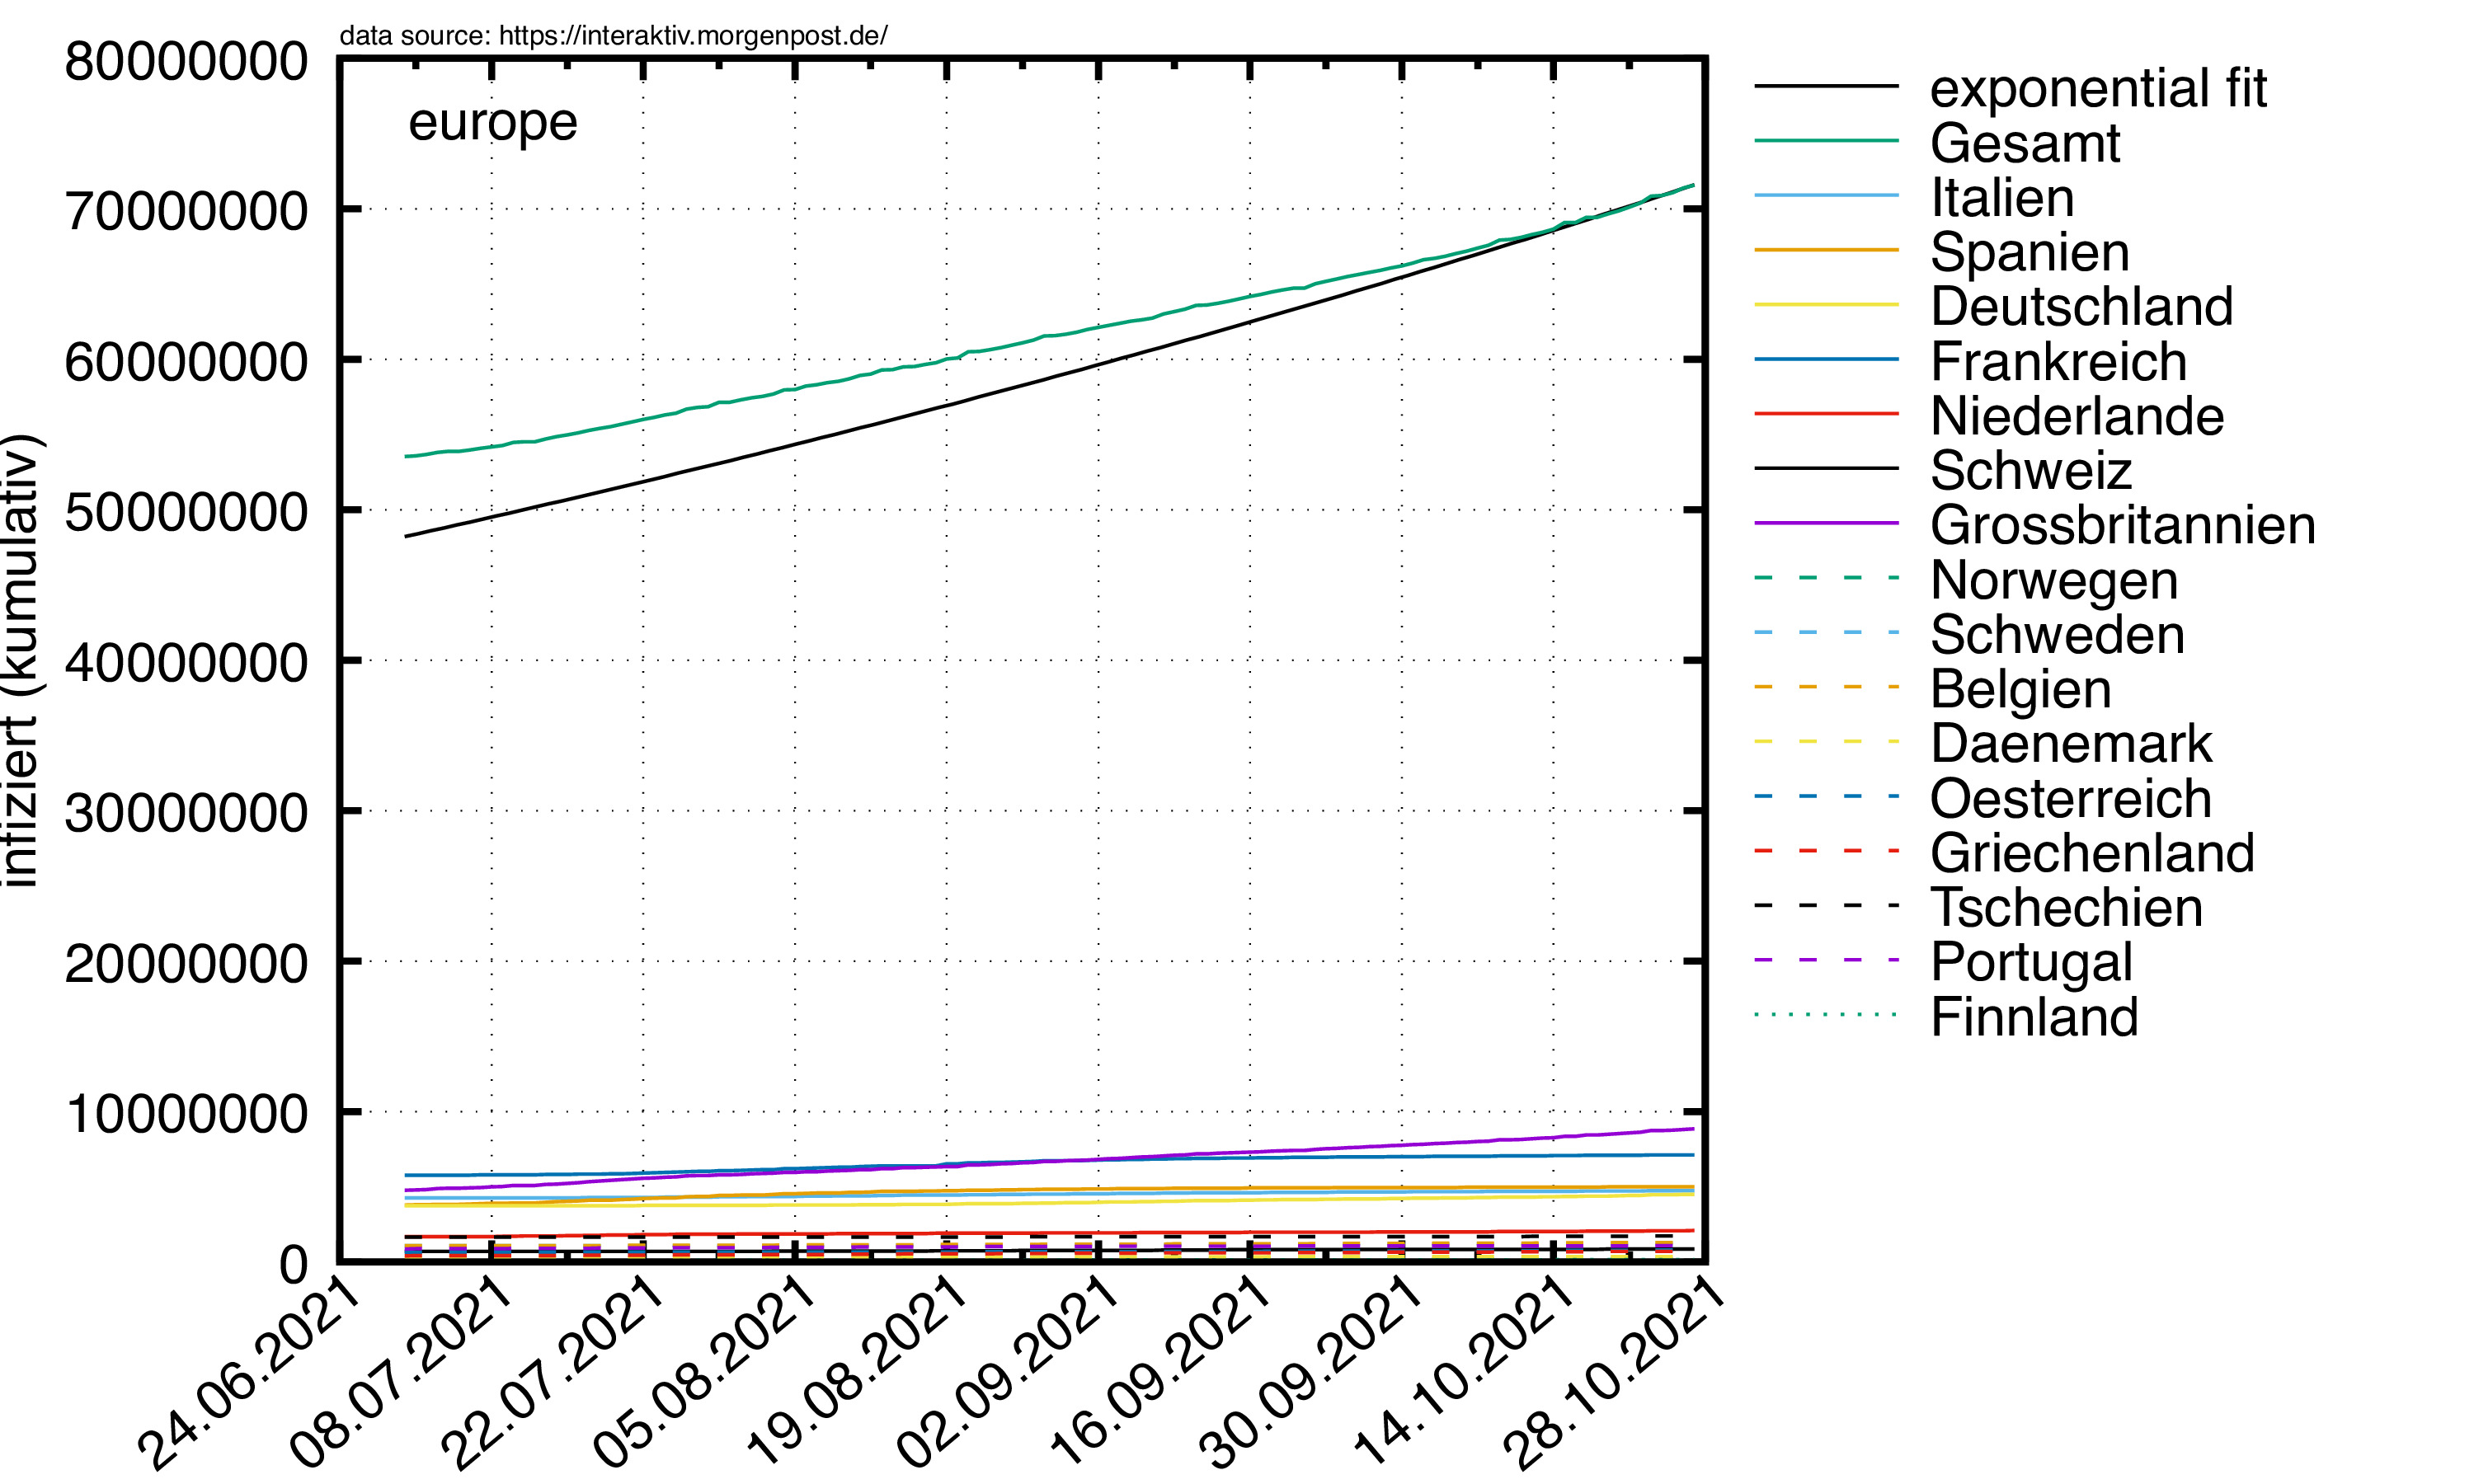 data source: https://interaktiv.morgenpost.de/
80000000
70000000
60000000
50000000
40000000
30000000
20000000
10000000
0
infiziert (kumulativ)
europe
24.06.2021
08.07.2021
22.07.2021
05.08.2021
19.08.2021
02.09.2021
16.09.2021
30.09.2021
14.10.2021
28.10.2021
exponential fit
Gesamt
Italien
Spanien
Deutschland
Frankreich
Niederlande
Schweiz
Grossbritannien
Norwegen
Schweden
Belgien
Daenemark
Oesterreich
Griechenland
Tschechien
Portugal
Finnland